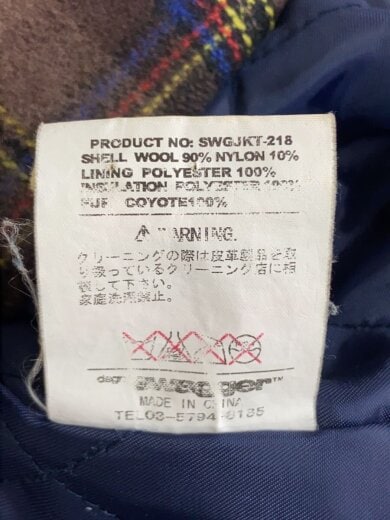 PRODUCT NO: SWGJKT-218
SHELL WOOL 90% NYLON 10%
LINING POLYESTER 100%
INSULATION POLYESTER 100%
FUR COYOTE100%
⚠ WARNING.
クリーニングの際は皮革製品を取
り扱っているクリーニング店に相
談して下さい。
家庭洗濯禁止。
swagger™
MADE IN CHINA
TEL03-5794-8135